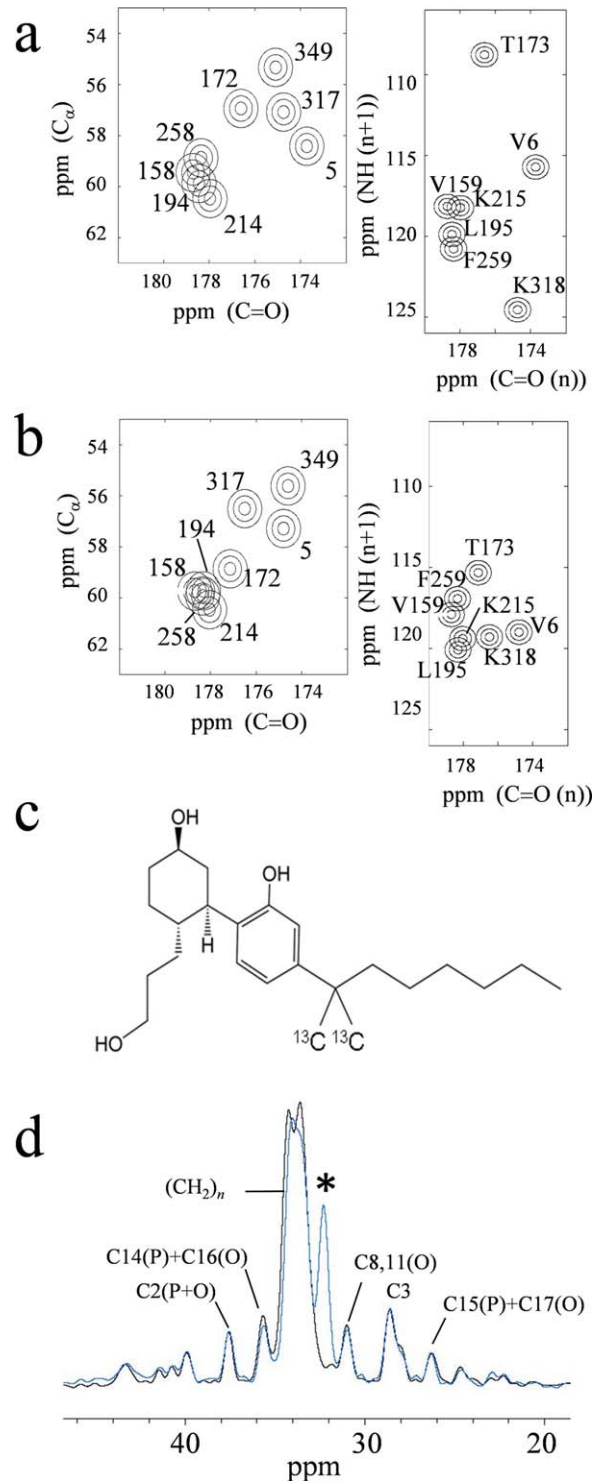 a
54
56
58
60
62
ppm (Cα)
349
172
317
258
5
158
194
214
180 178 176 174
ppm (C=O)
110
115
120
125
ppm (NH (n+1))
T173
V6
V159
K215
L195
F259
K318
178 174
ppm (C=O (n))
b
54
56
58
60
62
ppm (Cα)
349
317
194
5
158
172
258
214
180 178 176 174
ppm (C=O)
110
115
120
125
ppm (NH (n+1))
T173
F259
V159
K215
V6
K318
L195
178 174
ppm (C=O (n))
c
OH
OH
H
HO
13C 13C
d
(CH2)n
*
C14(P)+C16(O)
C2(P+O)
C8,11(O)
C3
C15(P)+C17(O)
40 30 20
ppm